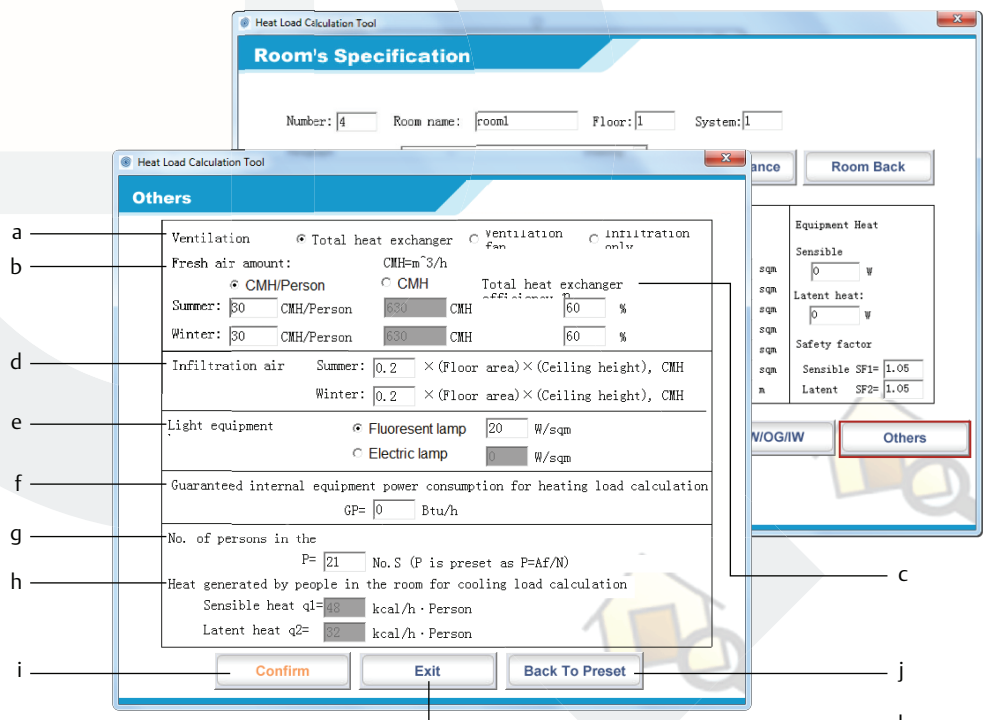 Heat Load Calculation Tool
Room's Specification
Number: 4 Room name: room1 Floor: 1 System: 1
ance Room Back
Equipment Heat
Sensible
0 W
Latent heat:
0 W
Safety factor
Sensible SF1= 1.05
Latent SF2= 1.05
sqm
sqm
sqm
sqm
sqm
sqm
m
W/OG/IW Others
Heat Load Calculation Tool
Others
a
Ventilation Total heat exchanger Ventilation fan Infiltration only
b
Fresh air amount: CMH=m^3/h
CMH/Person CMH Total heat exchanger
efficiency
Summer: 30 CMH/Person 630 CMH 60 %
Winter: 30 CMH/Person 630 CMH 60 %
c
d
Infiltration air Summer: 0.2 ×(Floor area)×(Ceiling height), CMH
Winter: 0.2 ×(Floor area)×(Ceiling height), CMH
e
Light equipment Fluoresent lamp 20 W/sqm
Electric lamp 0 W/sqm
f
Guaranteed internal equipment power consumption for heating load calculation
GP= 0 Btu/h
g
No. of persons in the
P= 21 No.S (P is preset as P=Af/N)
h
Heat generated by people in the room for cooling load calculation
Sensible heat q1= 48 kcal/h·Person
Latent heat q2= 32 kcal/h·Person
i
Confirm Exit Back To Preset
j